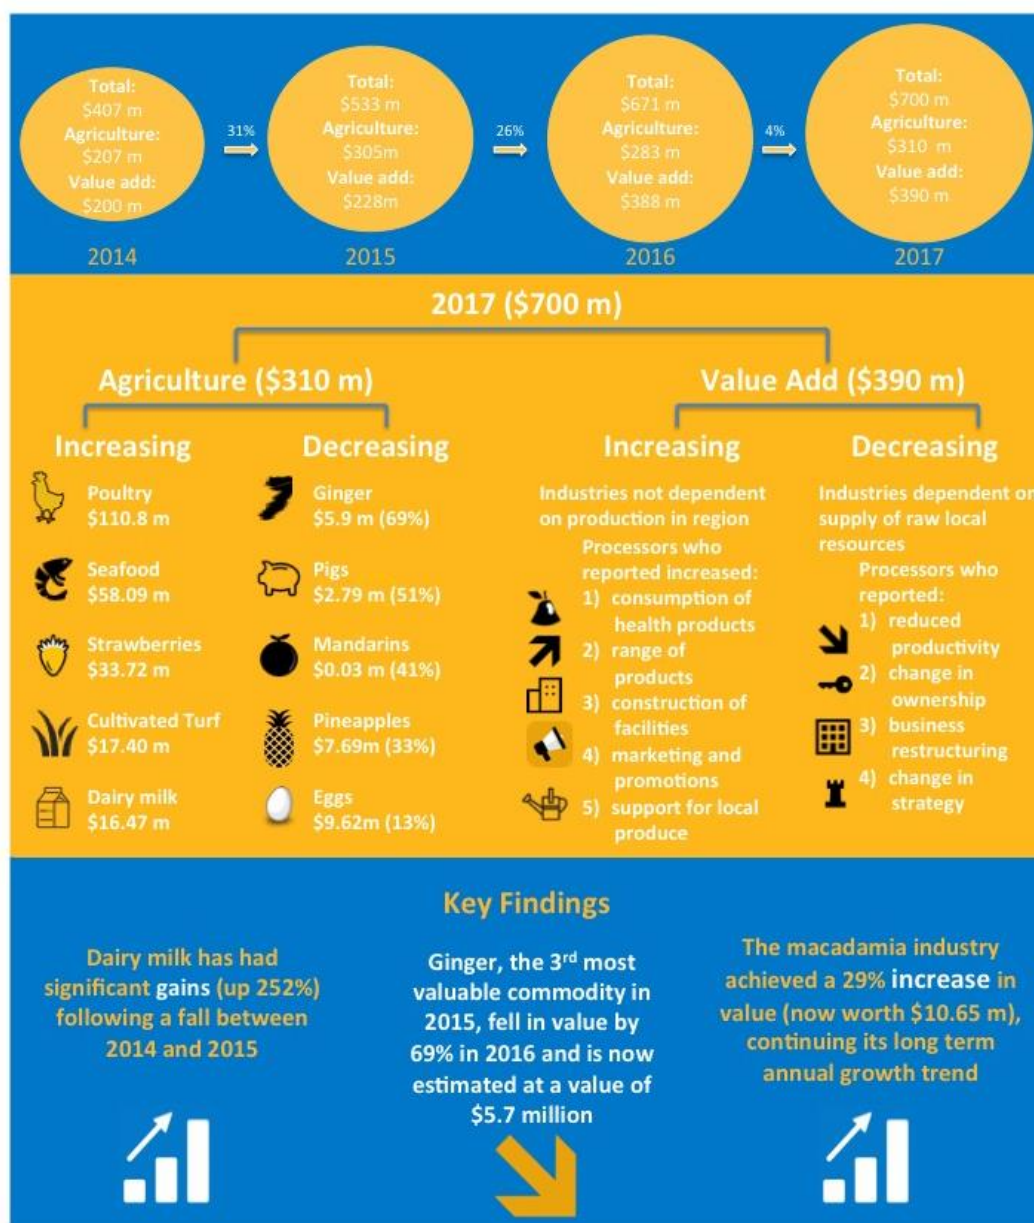 Total:
$407 m
Agriculture:
$207 m
Value add:
$200 m
2014
31%
Total:
$533 m
Agriculture:
$305m
Value add:
$228m
2015
26%
Total:
$671 m
Agriculture:
$283 m
Value add:
$388 m
2016
4%
Total:
$700 m
Agriculture:
$310 m
Value add:
$390 m
2017
2017 ($700 m)
Agriculture ($310 m)
Increasing
Poultry
$110.8 m
Seafood
$58.09 m
Strawberries
$33.72 m
Cultivated Turf
$17.40 m
Dairy milk
$16.47 m
Decreasing
Ginger
$5.9 m (69%)
Pigs
$2.79 m (51%)
Mandarins
$0.03 m (41%)
Pineapples
$7.69m (33%)
Eggs
$9.62m (13%)
Value Add ($390 m)
Increasing
Industries not dependent
on production in region
Processors who
reported increased:
1) consumption of
health products
2) range of
products
3) construction of
facilities
4) marketing and
promotions
5) support for local
produce
Decreasing
Industries dependent on
supply of raw local
resources
Processors who
reported:
1) reduced
productivity
2) change in
ownership
3) business
restructuring
4) change in
strategy
Key Findings
Dairy milk has had
significant gains (up 252%)
following a fall between
2014 and 2015
Ginger, the 3rd most
valuable commodity in
2015, fell in value by
69% in 2016 and is now
estimated at a value of
$5.7 million
The macadamia industry
achieved a 29% increase in
value (now worth $10.65 m),
continuing its long term
annual growth trend